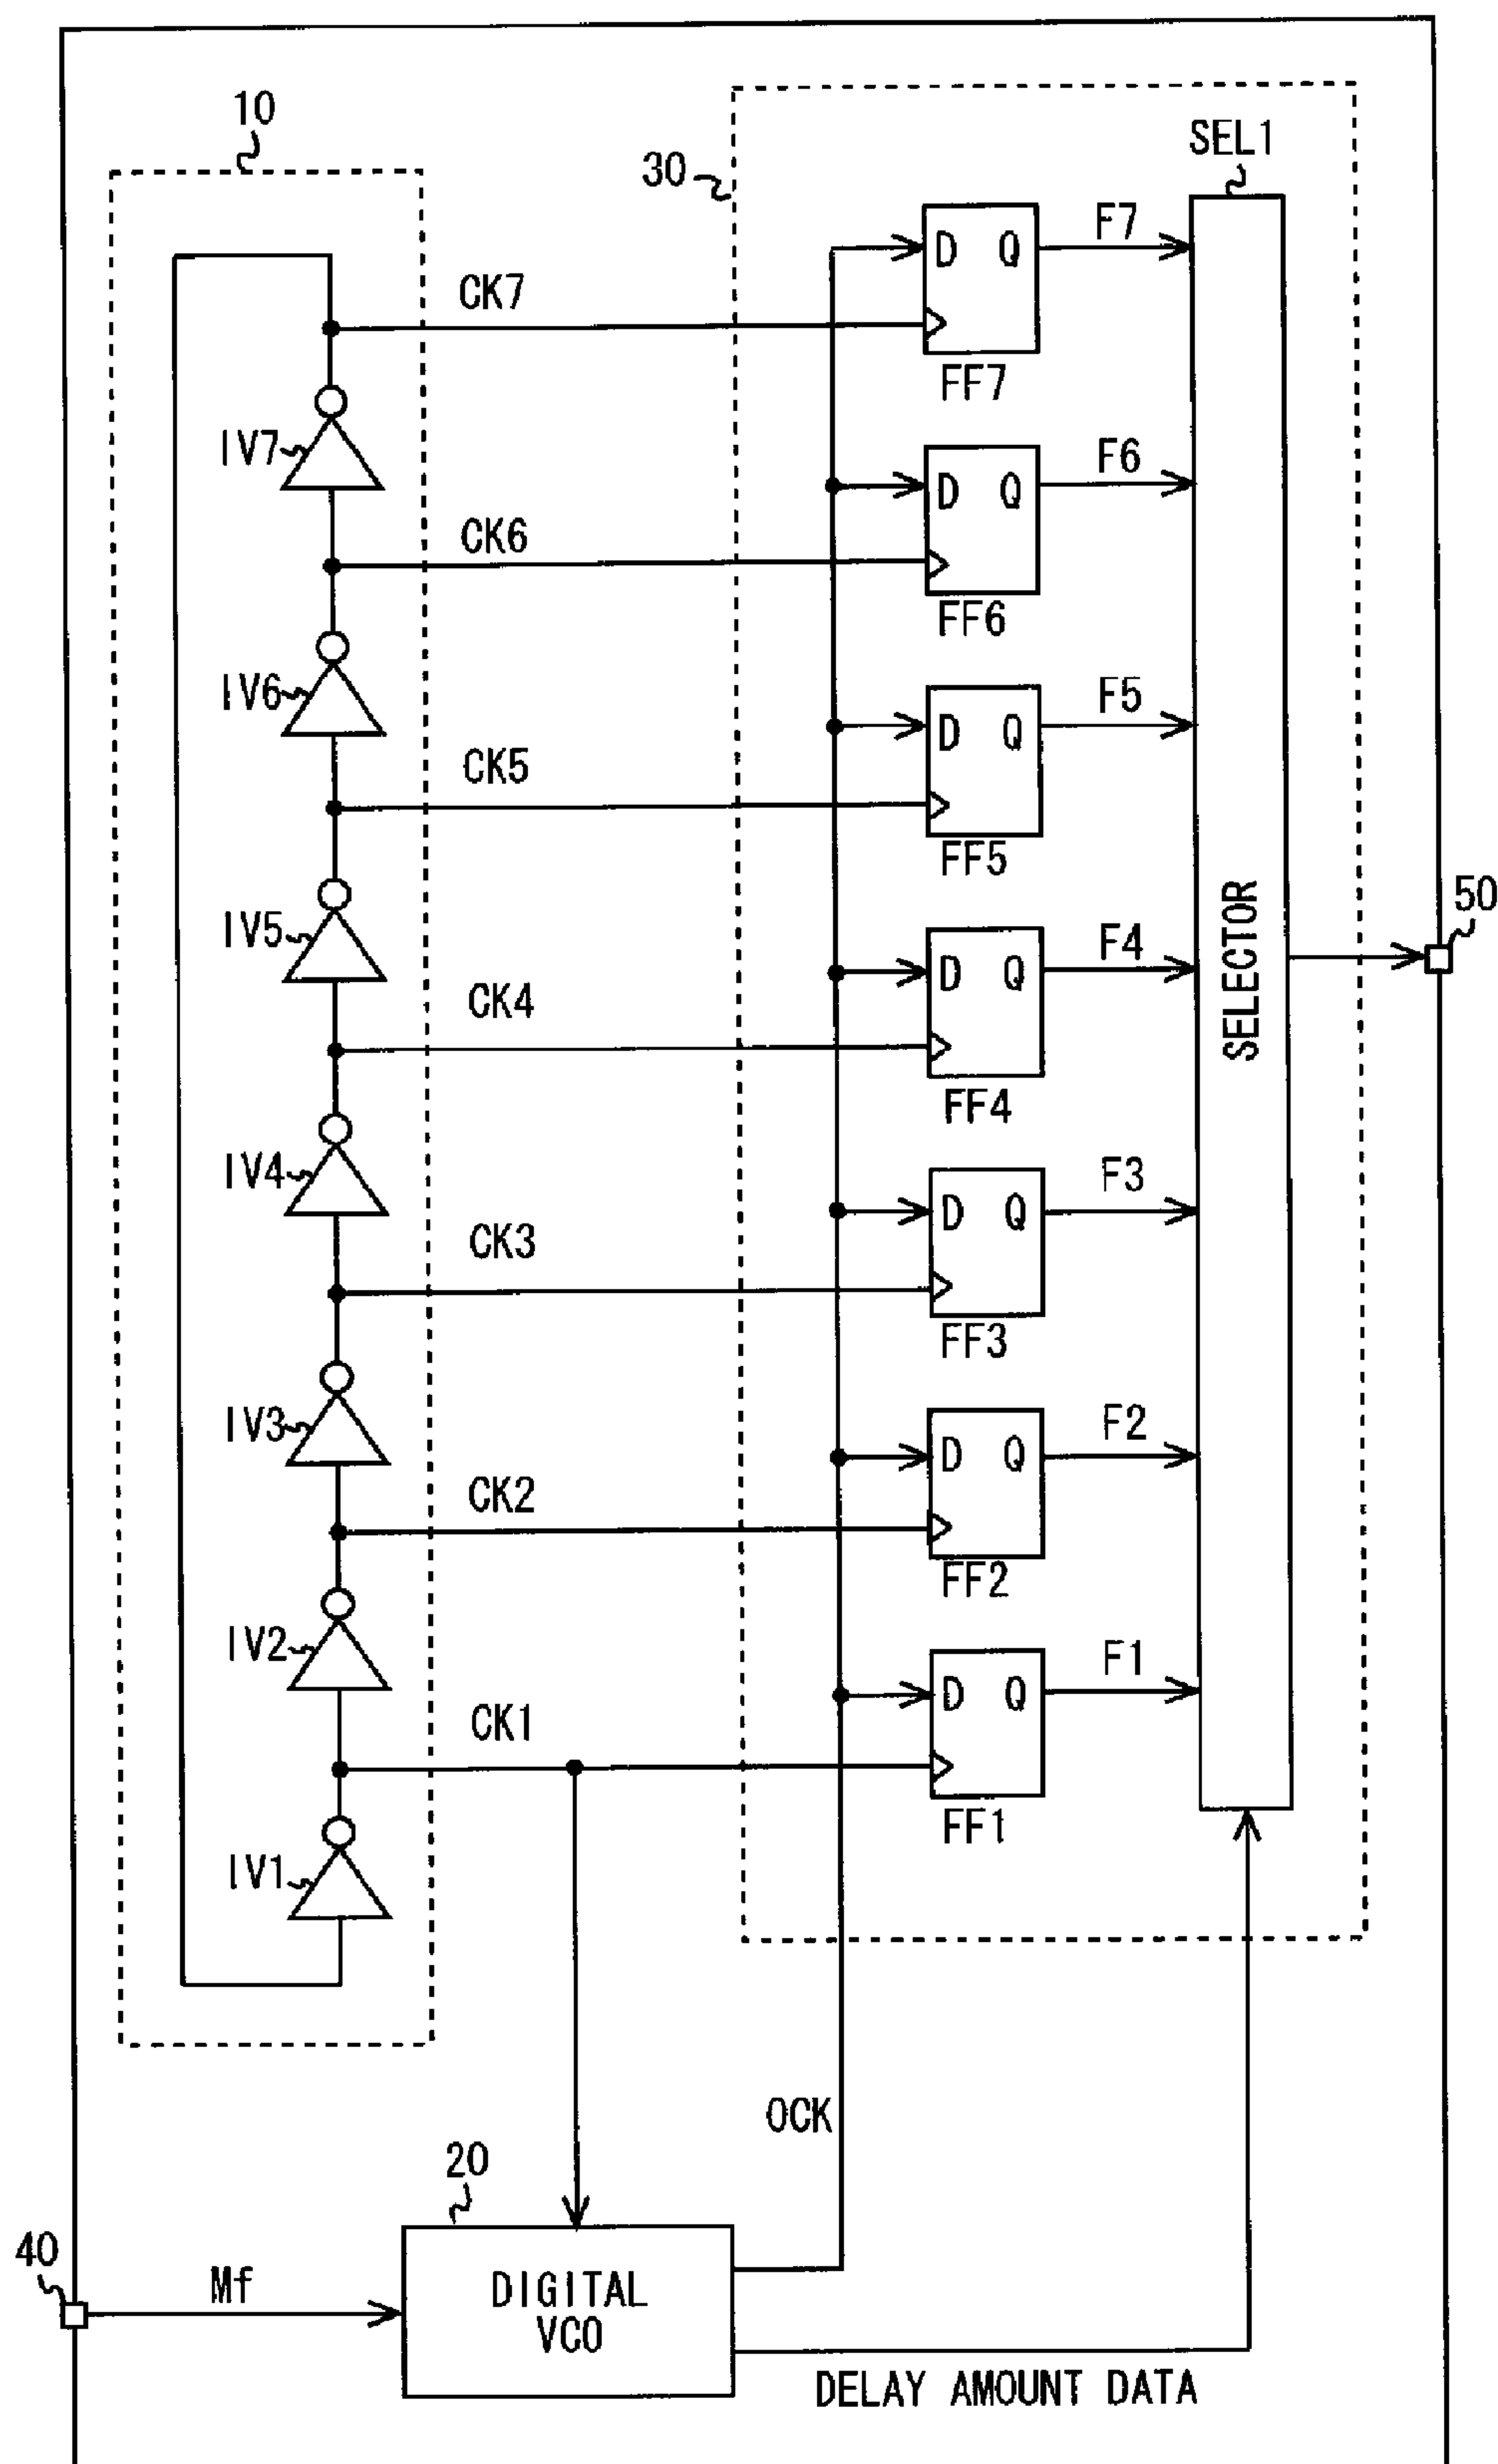 10
30
SEL1
CK7
D Q
F7
FF7
IV7
CK6
D Q
F6
FF6
IV6
CK5
D Q
F5
FF5
IV5
CK4
D Q
F4
FF4
SELECTOR
50
IV4
CK3
D Q
F3
FF3
IV3
CK2
D Q
F2
FF2
IV2
CK1
D Q
F1
FF1
IV1
OCK
20
40
Mf
DIGITAL
VCO
DELAY AMOUNT DATA